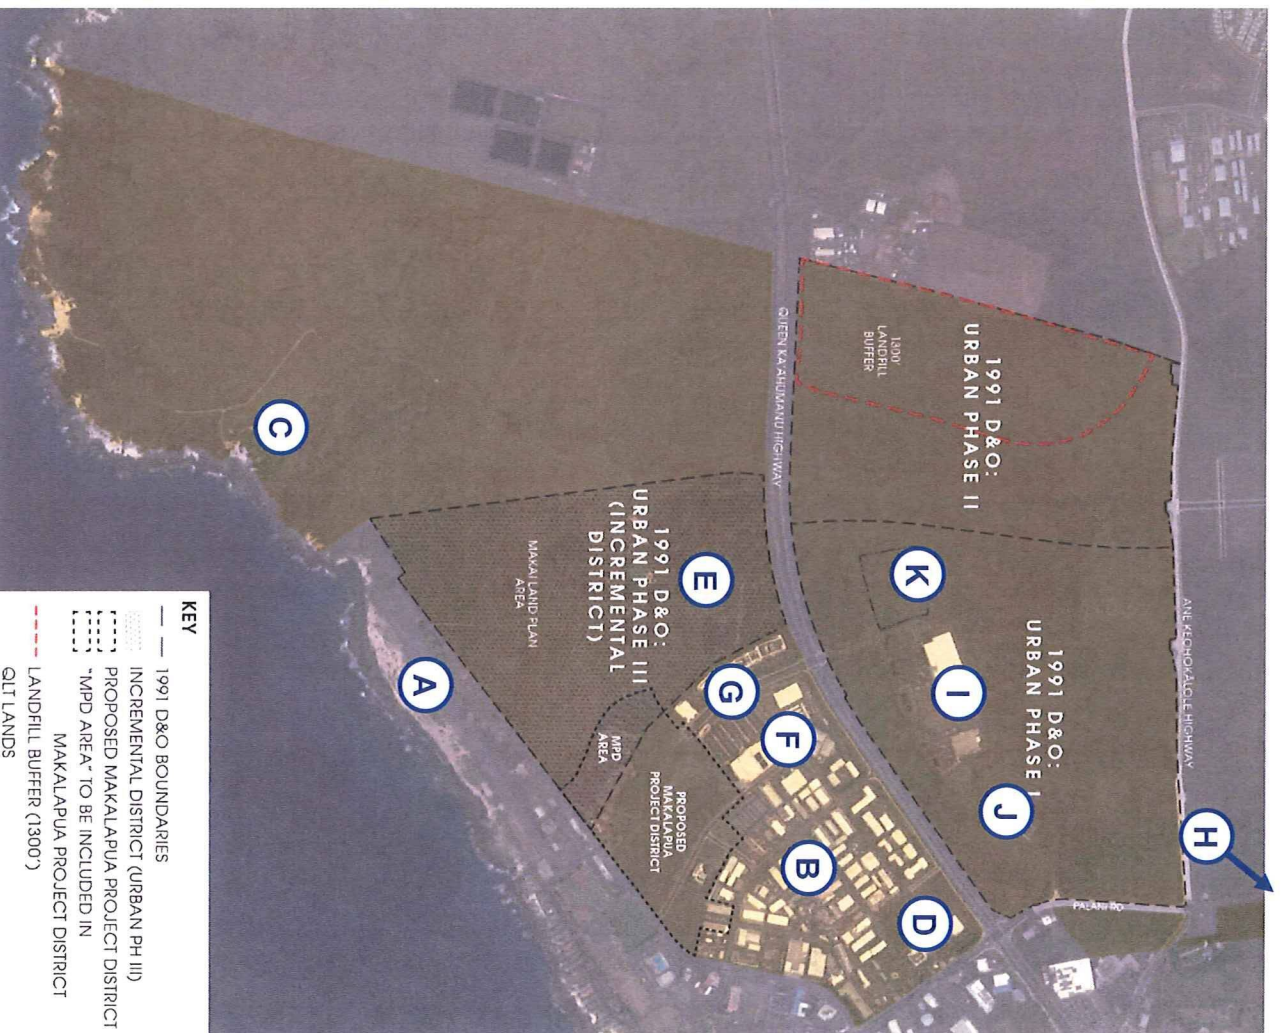 1991 D&O:
URBAN PHASE II
1300'
LANDFILL
BUFFER
QUEEN KA'AHUMANU HIGHWAY
ANE KEOHOKĀLOLE HIGHWAY
1991 D&O:
URBAN PHASE I
PALANI RD
1991 D&O:
URBAN PHASE III
(INCREMENTAL
DISTRICT)
MAKAI LAND PLAN
AREA
MPD
AREA
PROPOSED
MAKALAPUA
PROJECT DISTRICT
A
B
C
D
E
F
G
H
I
J
K
KEY
1991 D&O BOUNDARIES
INCREMENTAL DISTRICT (URBAN PH III)
PROPOSED MAKALAPUA PROJECT DISTRICT
"MPD AREA" TO BE INCLUDED IN
MAKALAPUA PROJECT DISTRICT
LANDFILL BUFFER (1300')
QLT LANDS